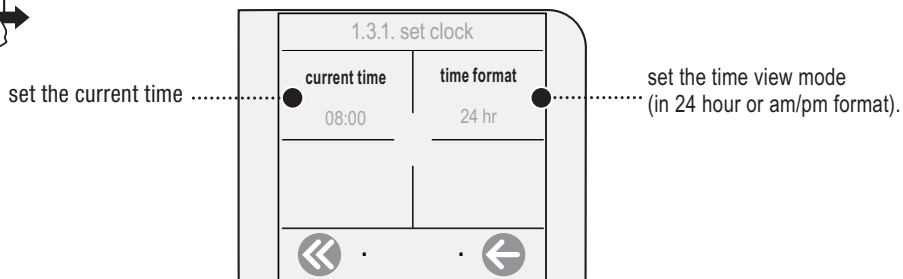 1.3.1. set clock
current time
time format
set the current time
set the time view mode
(in 24 hour or am/pm format).
08:00
24 hr